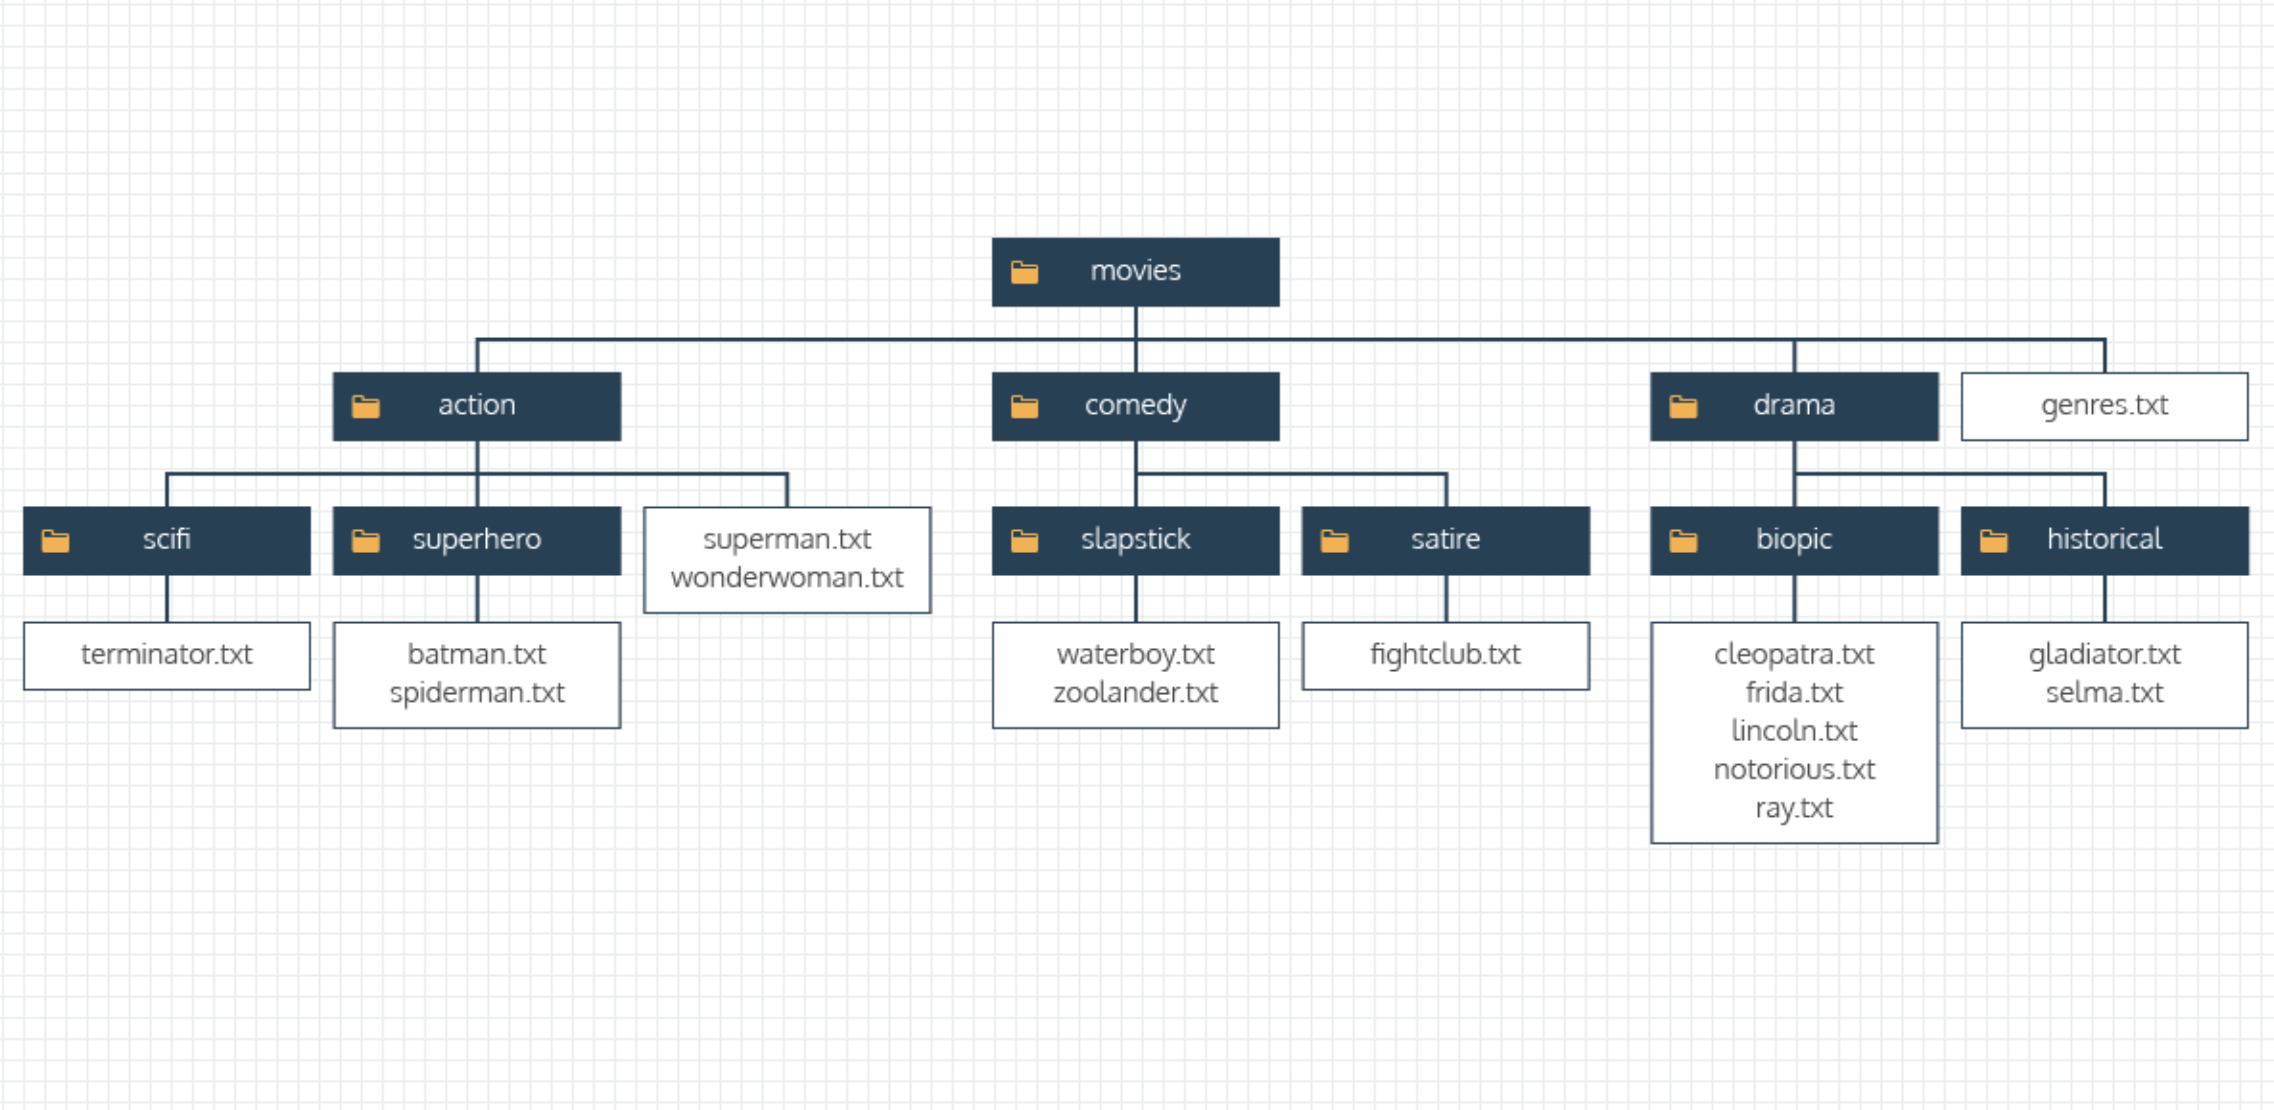 movies
action
comedy
drama
genres.txt
scifi
superhero
superman.txt
wonderwoman.txt
slapstick
satire
biopic
historical
terminator.txt
batman.txt
spiderman.txt
waterboy.txt
zoolander.txt
fightclub.txt
cleopatra.txt
frida.txt
lincoln.txt
notorious.txt
ray.txt
gladiator.txt
selma.txt